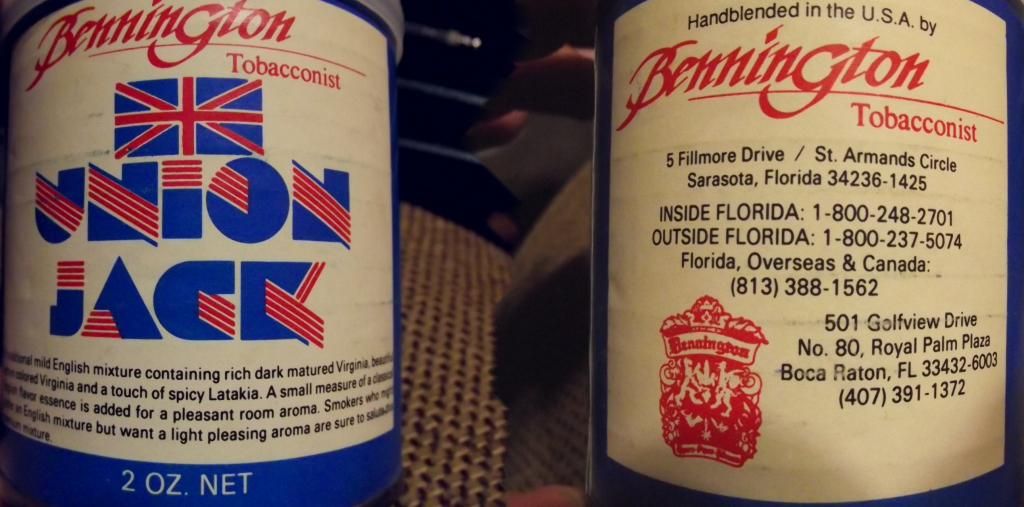 Bennington
Tobacconist
UNION
JACK
mild English mixture containing rich dark matured Virginia,
colored Virginia and a touch of spicy Latakia. A small measure of a
flavor essence is added for a pleasant room aroma. Smokers who
an English mixture but want a light pleasing aroma are sure to
mixture.
2 OZ. NET
Handblended in the U.S.A. by
Bennington
Tobacconist
5 Fillmore Drive / St. Armands Circle
Sarasota, Florida 34236-1425
INSIDE FLORIDA: 1-800-248-2701
OUTSIDE FLORIDA: 1-800-237-5074
Florida, Overseas & Canada:
(813) 388-1562
Bennington
501 Golfview Drive
No. 80, Royal Palm Plaza
Boca Raton, FL 33432-6003
(407) 391-1372